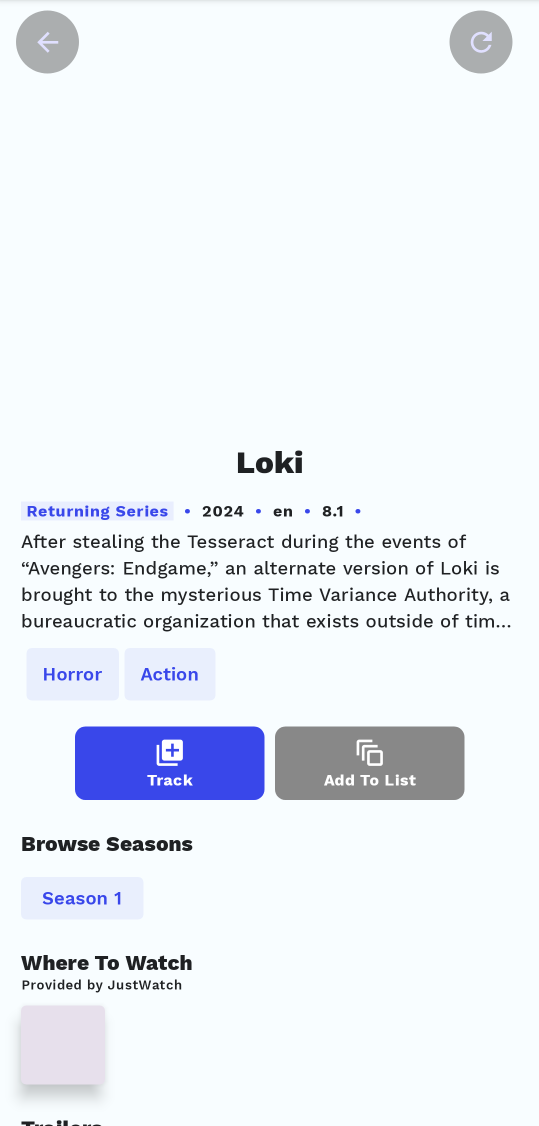 Loki
Returning Series • 2024 • en • 8.1 •
After stealing the Tesseract during the events of
“Avengers: Endgame,” an alternate version of Loki is
brought to the mysterious Time Variance Authority, a
bureaucratic organization that exists outside of tim...
Horror Action
Track Add To List
Browse Seasons
Season 1
Where To Watch
Provided by JustWatch
Trailers